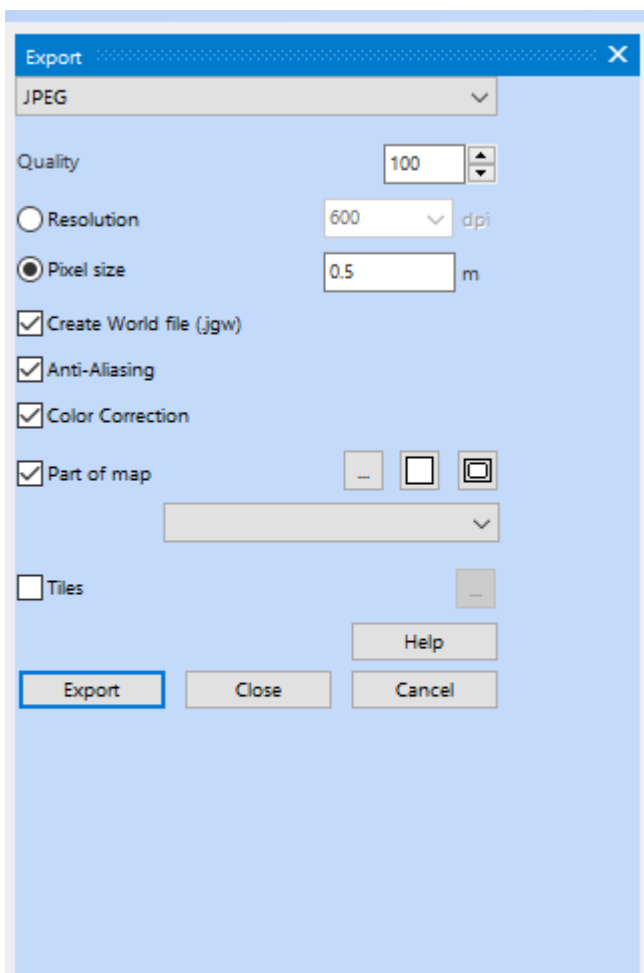 Export
JPEG
Quality 100
Resolution 600 dpi
Pixel size 0.5 m
Create World file (.jgw)
Anti-Aliasing
Color Correction
Part of map ...
Tiles ...
Help
Export Close Cancel